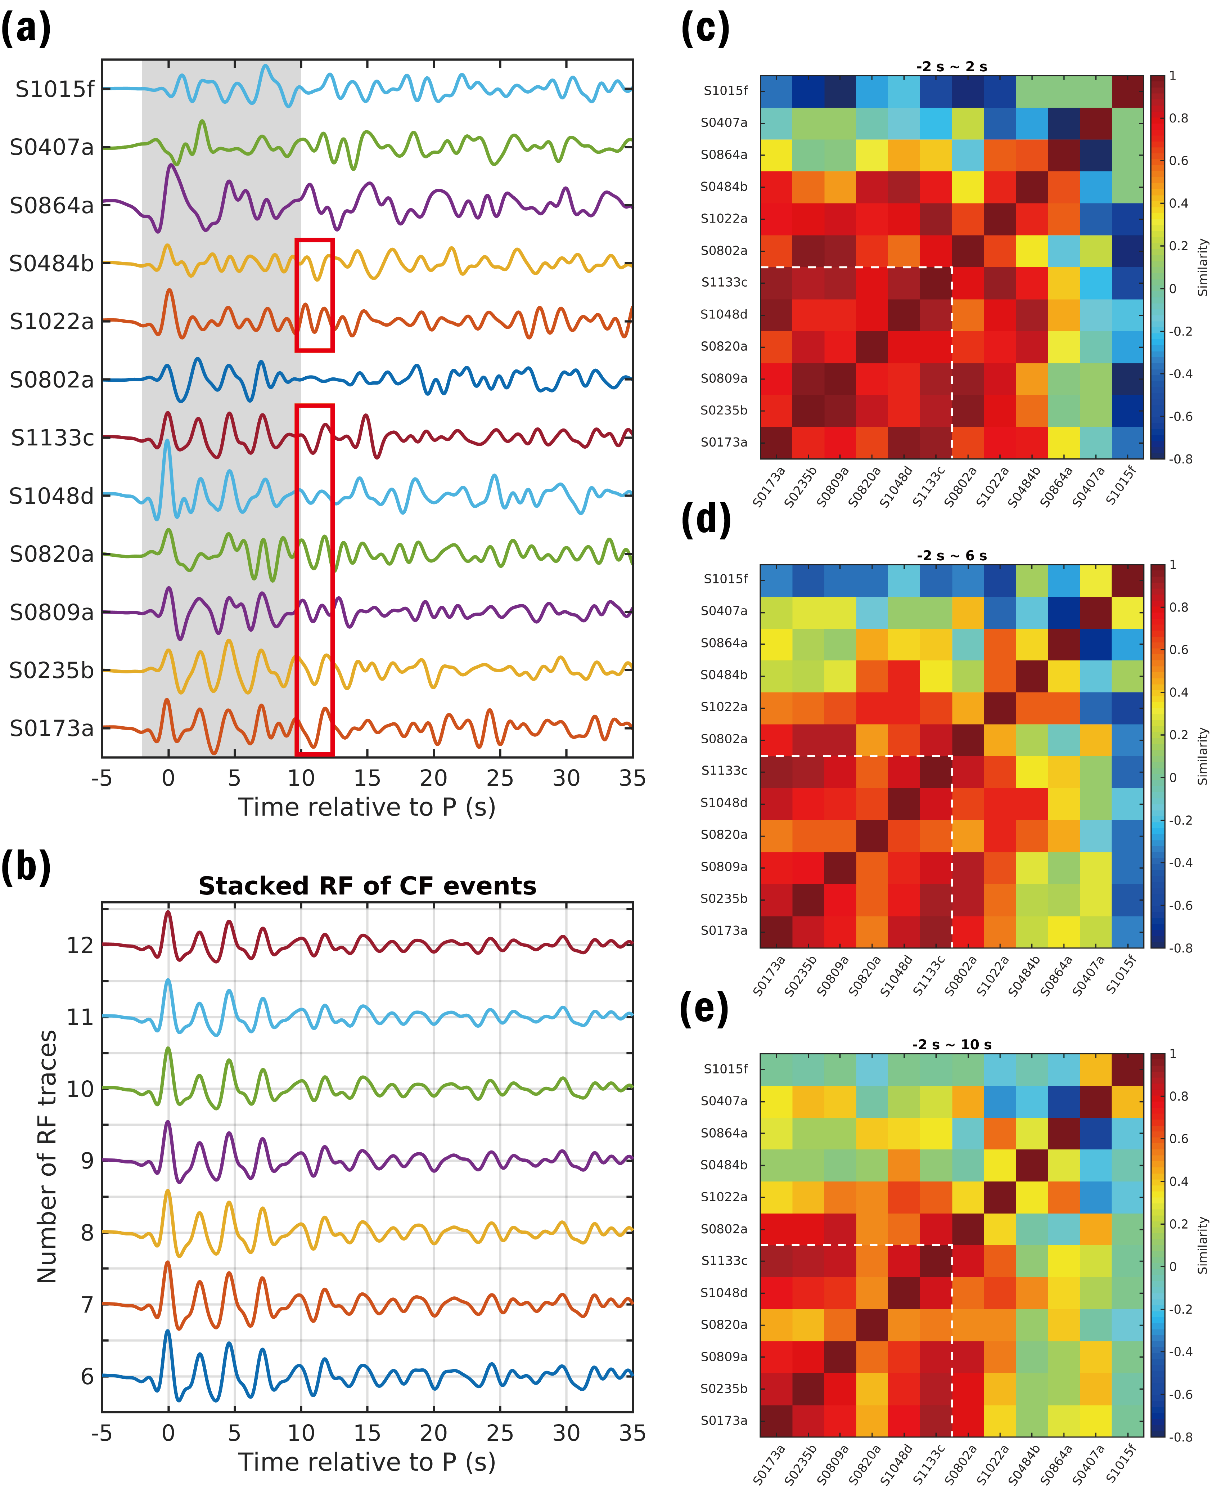 (a)
S1015f
S0407a
S0864a
S0484b
S1022a
S0802a
S1133c
S1048d
S0820a
S0809a
S0235b
S0173a
-5 0 5 10 15 20 25 30 35
Time relative to P (s)
(b)
Stacked RF of CF events
Number of RF traces
12
11
10
9
8
7
6
-5 0 5 10 15 20 25 30 35
Time relative to P (s)
(c)
-2 s ~ 2 s
S1015f
S0407a
S0864a
S0484b
S1022a
S0802a
S1133c
S1048d
S0820a
S0809a
S0235b
S0173a
S0173a S0235b S0809a S0820a S1048d S1133c S0802a S1022a S0484b S0864a S0407a S1015f
1
0.8
0.6
0.4
0.2
0
-0.2
-0.4
-0.6
-0.8
Similarity
(d)
-2 s ~ 6 s
S1015f
S0407a
S0864a
S0484b
S1022a
S0802a
S1133c
S1048d
S0820a
S0809a
S0235b
S0173a
S0173a S0235b S0809a S0820a S1048d S1133c S0802a S1022a S0484b S0864a S0407a S1015f
1
0.8
0.6
0.4
0.2
0
-0.2
-0.4
-0.6
-0.8
Similarity
(e)
-2 s ~ 10 s
S1015f
S0407a
S0864a
S0484b
S1022a
S0802a
S1133c
S1048d
S0820a
S0809a
S0235b
S0173a
S0173a S0235b S0809a S0820a S1048d S1133c S0802a S1022a S0484b S0864a S0407a S1015f
1
0.8
0.6
0.4
0.2
0
-0.2
-0.4
-0.6
-0.8
Similarity